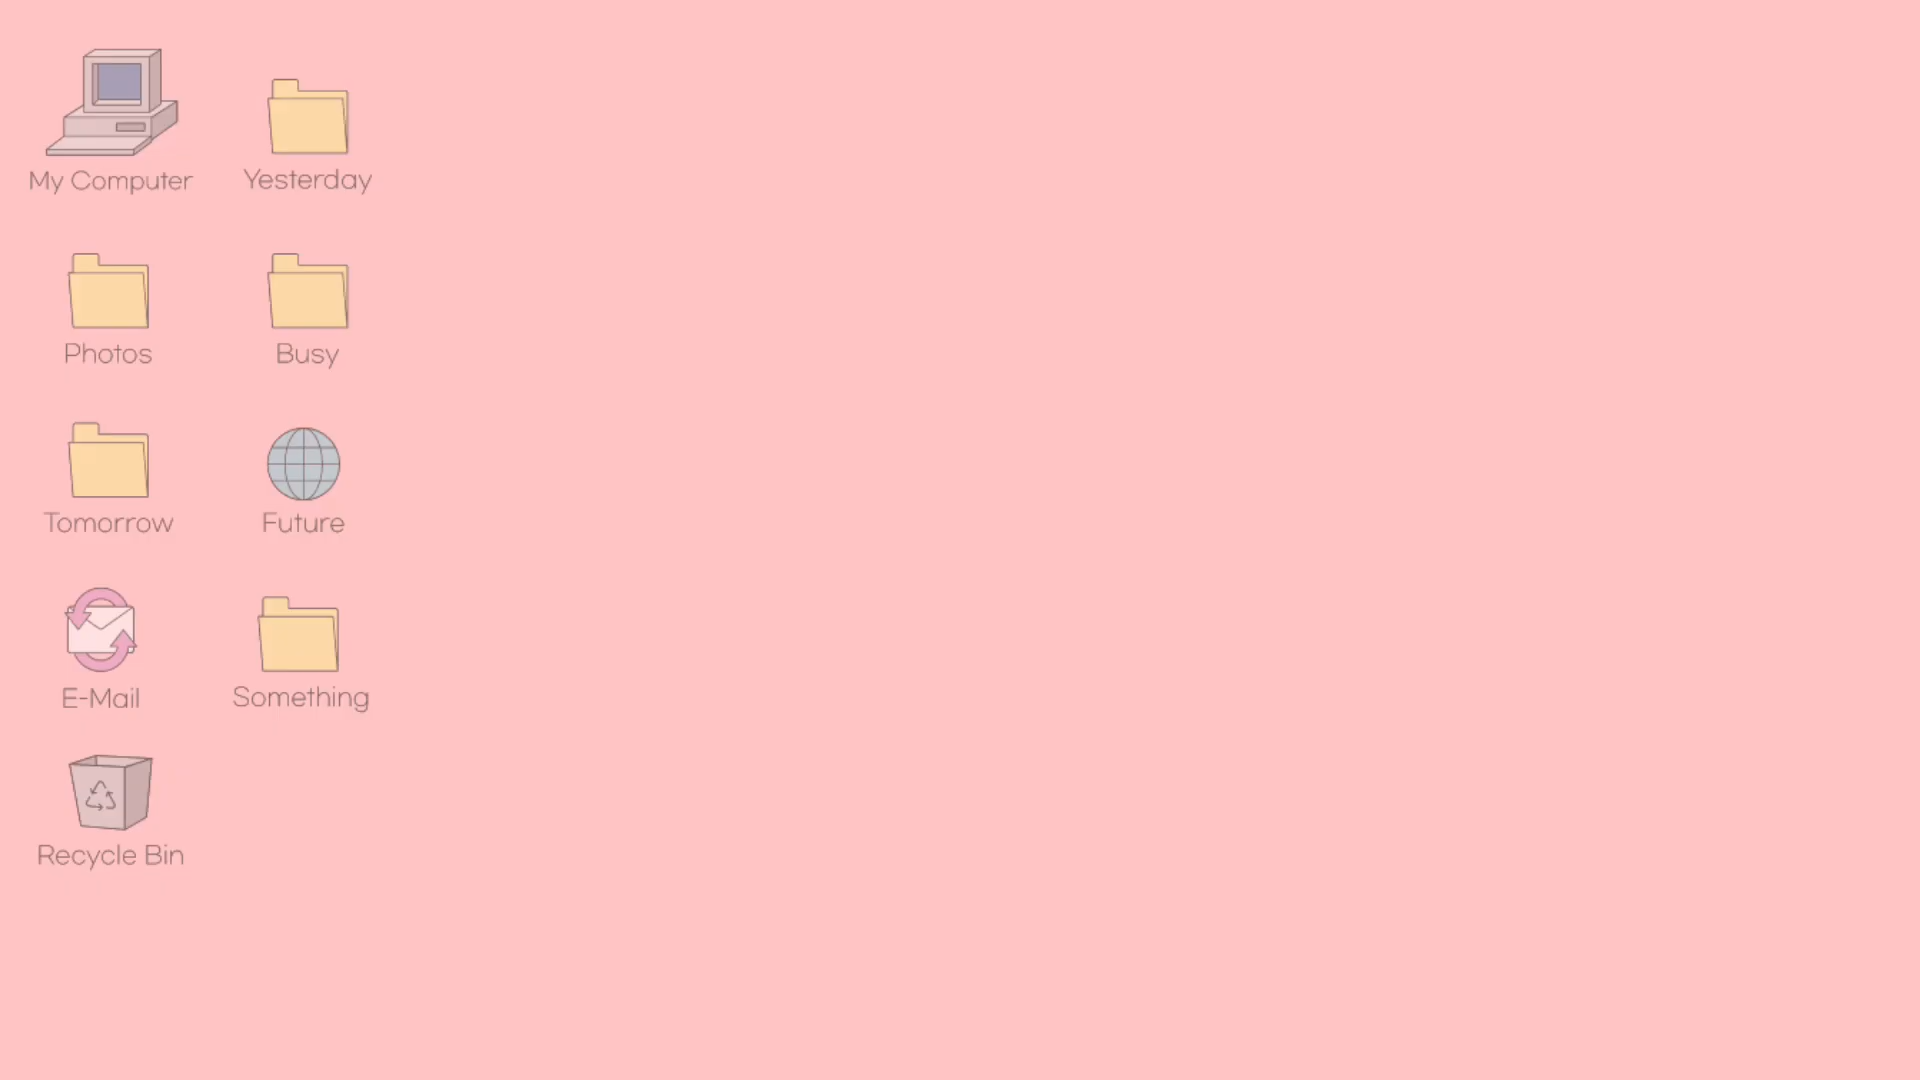 My Computer
Yesterday
Photos
Busy
Tomorrow
Future
E-Mail
Something
Recycle Bin